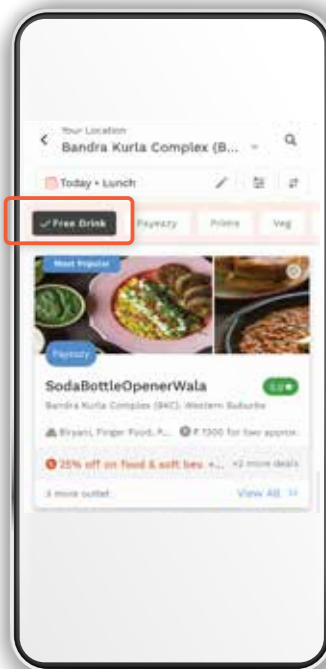 Your Location
Bandra Kurla Complex (B...
Today • Lunch
Free Drink Payeazy Prime Veg
Most Popular
Payeazy
SodaBottleOpenerWala
Bandra Kurla Complex (BKC), Western Suburbs
Biryani, Finger Food, A... ₹ 1500 for two approx.
25% off on food & soft bev. +... +2 more deals
3 more outlet View All